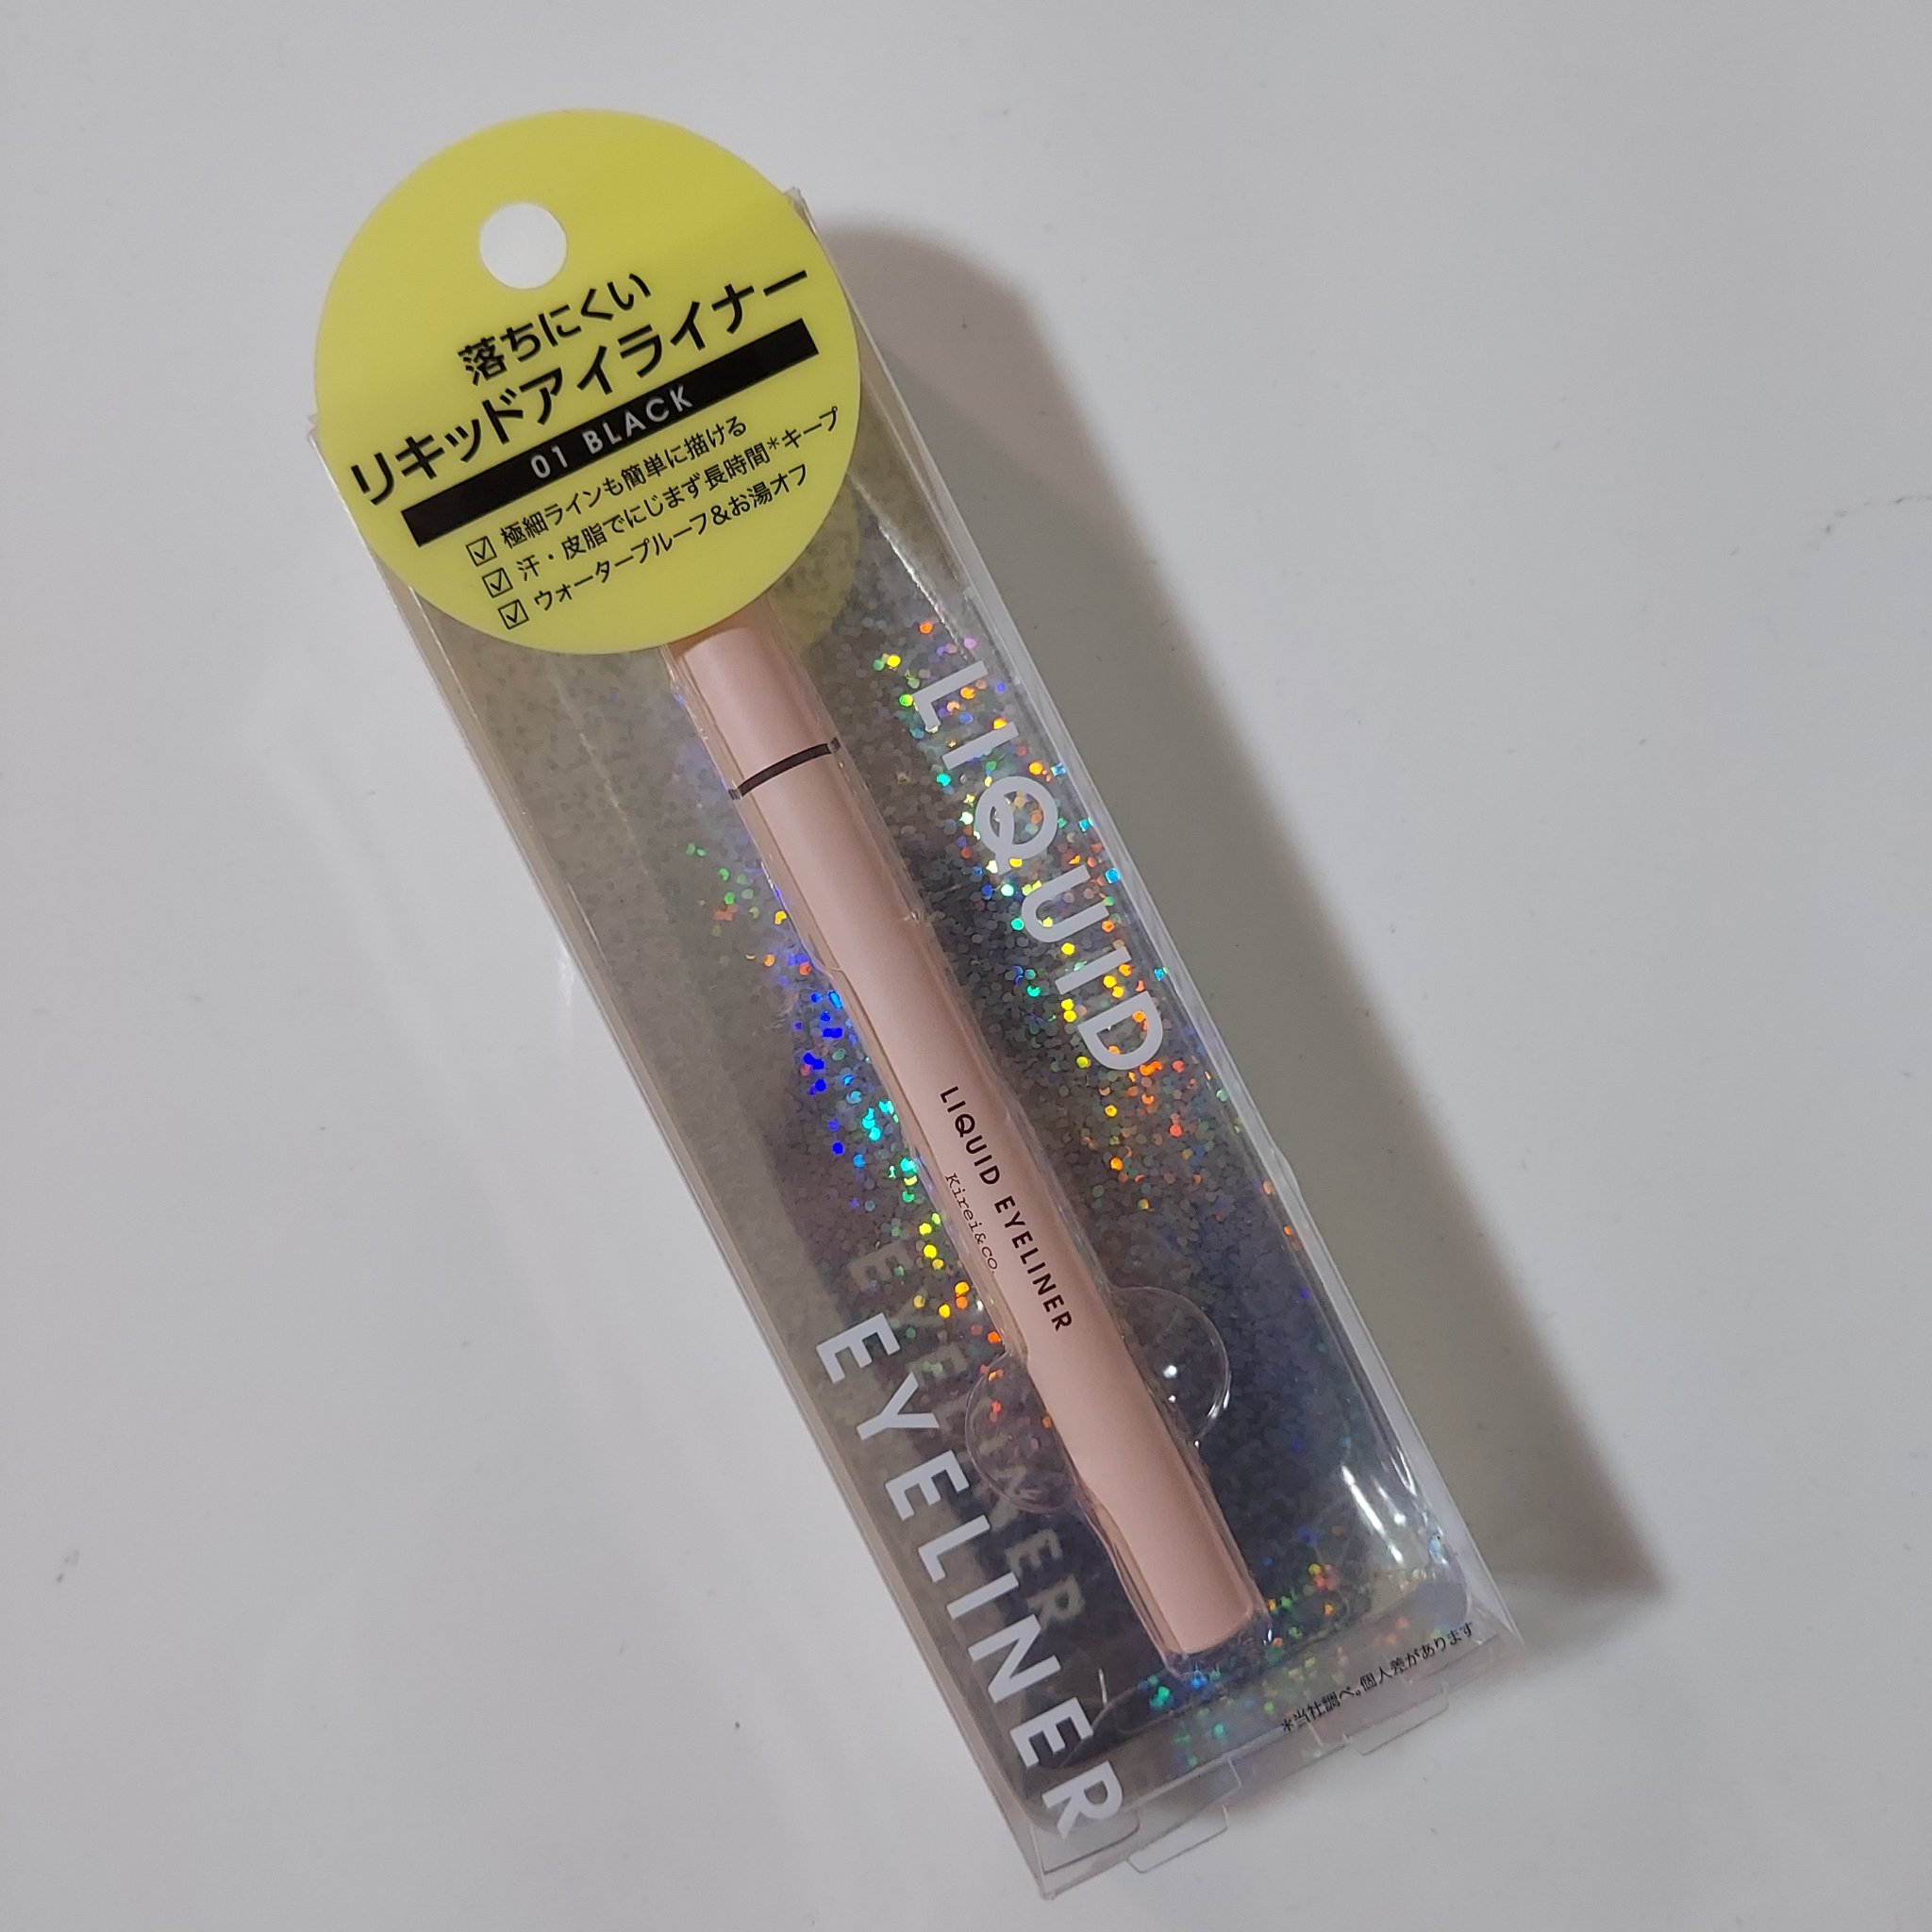 落ちにくい
リキッドアイライナー
01 BLACK
☑ 極細ラインも簡単に描ける
☑ 汗・皮脂でにじまず長時間*キープ
☑ ウォータープルーフ&お湯オフ
LIQUID
LIQUID EYELINER
Kirei&CO.
EYELINER
*当社調べ。個人差があります